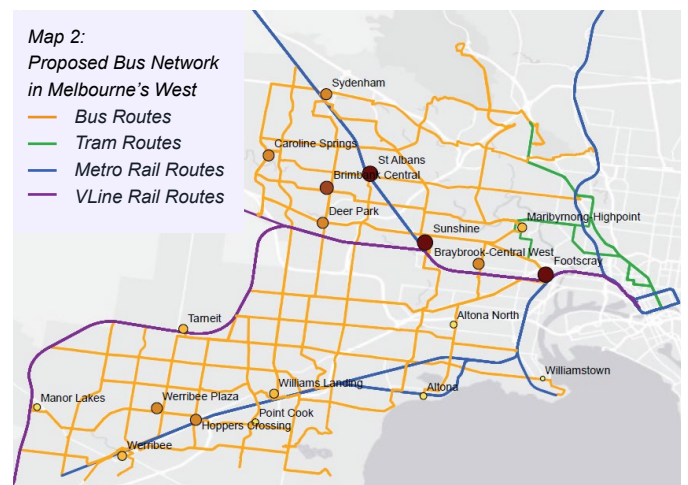 Map 2:
Proposed Bus Network
in Melbourne's West
Bus Routes
Tram Routes
Metro Rail Routes
VLine Rail Routes
Sydenham
Caroline Springs
St Albans
Brimbank Central
Deer Park
Maribyrnong-Highpoint
Sunshine
Braybrook-Central West
Footscray
Tarneit
Altona North
Williamstown
Manor Lakes
Werribee Plaza
Williams Landing
Altona
Point Cook
Hoppers Crossing
Werribee